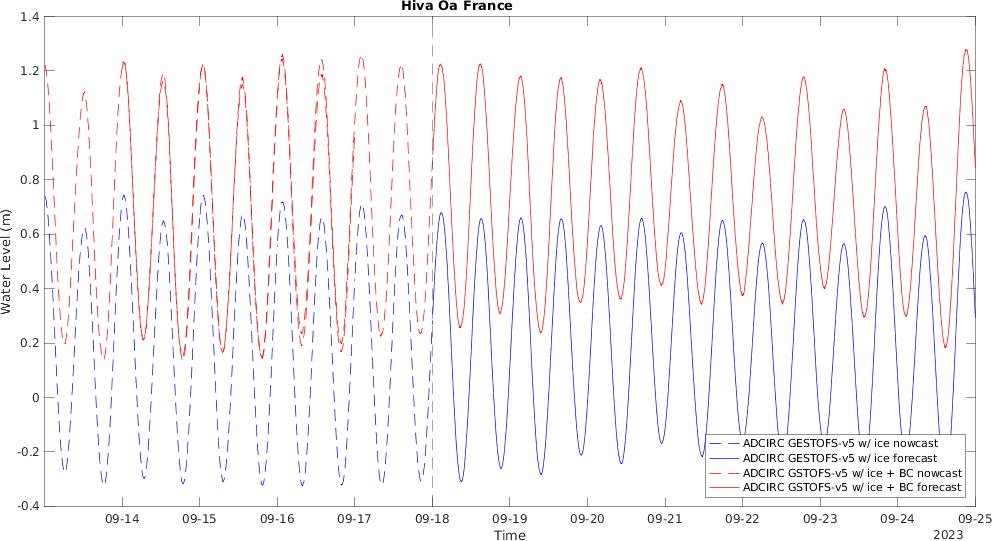 Hiva Oa France
1.4
1.2
1
0.8
0.6
0.4
0.2
0
-0.2
-0.4
Water Level (m)
ADCIRC GESTOFS-v5 w/ ice nowcast
ADCIRC GESTOFS-v5 w/ ice forecast
ADCIRC GSTOFS-v5 w/ ice + BC nowcast
ADCIRC GSTOFS-v5 w/ ice + BC forecast
09-14 09-15 09-16 09-17 09-18 09-19 09-20 09-21 09-22 09-23 09-24 09-25
Time
2023